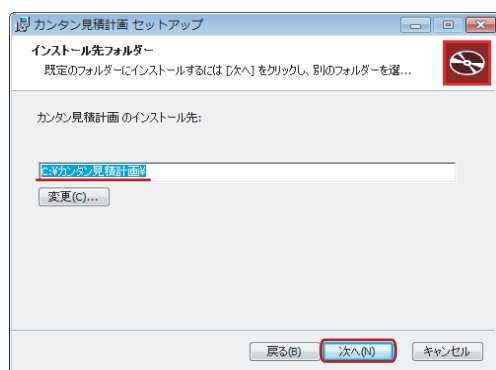 カンタン見積計画 セットアップ
インストール先フォルダー
既定のフォルダーにインストールするには [次へ] をクリックし、別のフォルダーを選...
カンタン見積計画 のインストール先:
C:¥カンタン見積計画¥
変更(C)...
戻る(B) 次へ(N) キャンセル